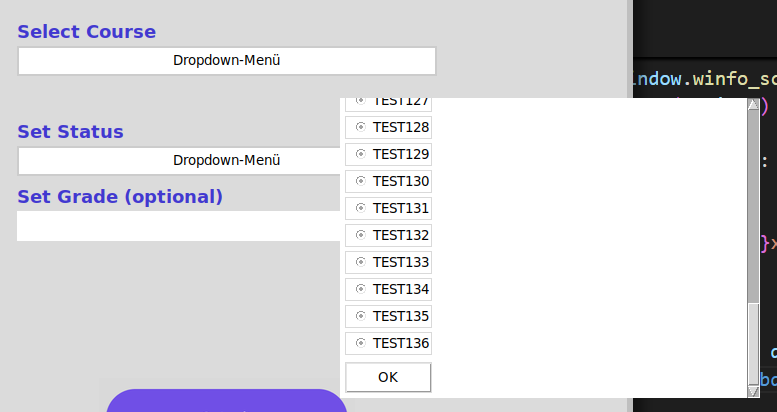 Select Course
Dropdown-Menü
Set Status
Dropdown-Menü
Set Grade (optional)
TEST127
TEST128
TEST129
TEST130
TEST131
TEST132
TEST133
TEST134
TEST135
TEST136
OK
indow.winfo_sc
)
:
}x
bo